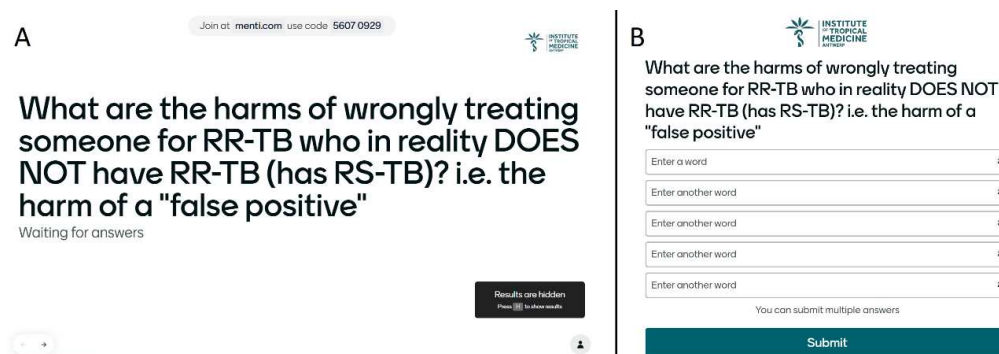 A
Join at menti.com use code 5607 0929
INSTITUTE
OF TROPICAL
MEDICINE
ANTWERP
What are the harms of wrongly treating
someone for RR-TB who in reality DOES
NOT have RR-TB (has RS-TB)? i.e. the
harm of a "false positive"
Waiting for answers
Results are hidden
Press H to show results
B
INSTITUTE
OF TROPICAL
MEDICINE
ANTWERP
What are the harms of wrongly treating
someone for RR-TB who in reality DOES NOT
have RR-TB (has RS-TB)? i.e. the harm of a
"false positive"
Enter a word
Enter another word
Enter another word
Enter another word
Enter another word
You can submit multiple answers
Submit